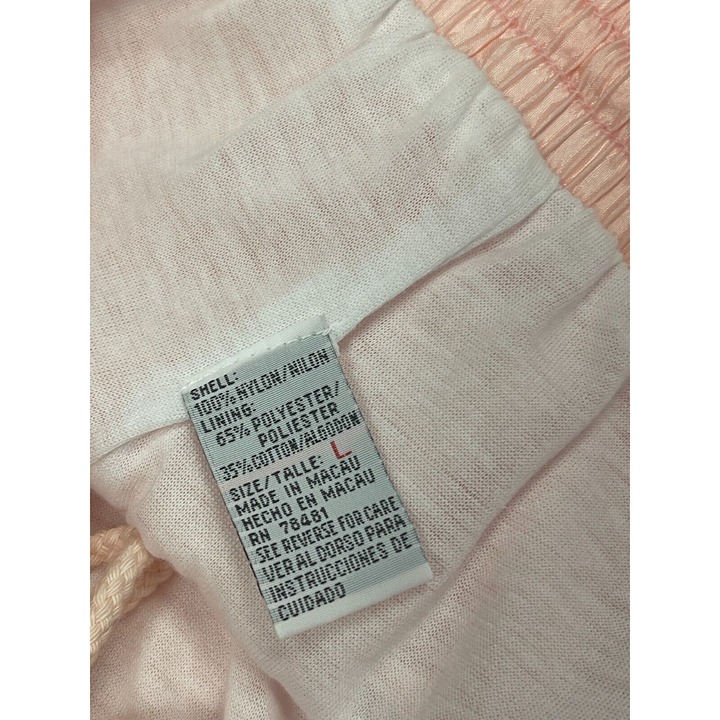 SHELL:
100% NYLON/NILON
LINING:
65% POLYESTER/
POLIESTER
35% COTTON/ALGODON
SIZE/TALLE: L
MADE IN MACAU
HECHO EN MACAU
RN 78481
SEE REVERSE FOR CARE
VER AL DORSO PARA
INSTRUCCIONES DE
CUIDADO